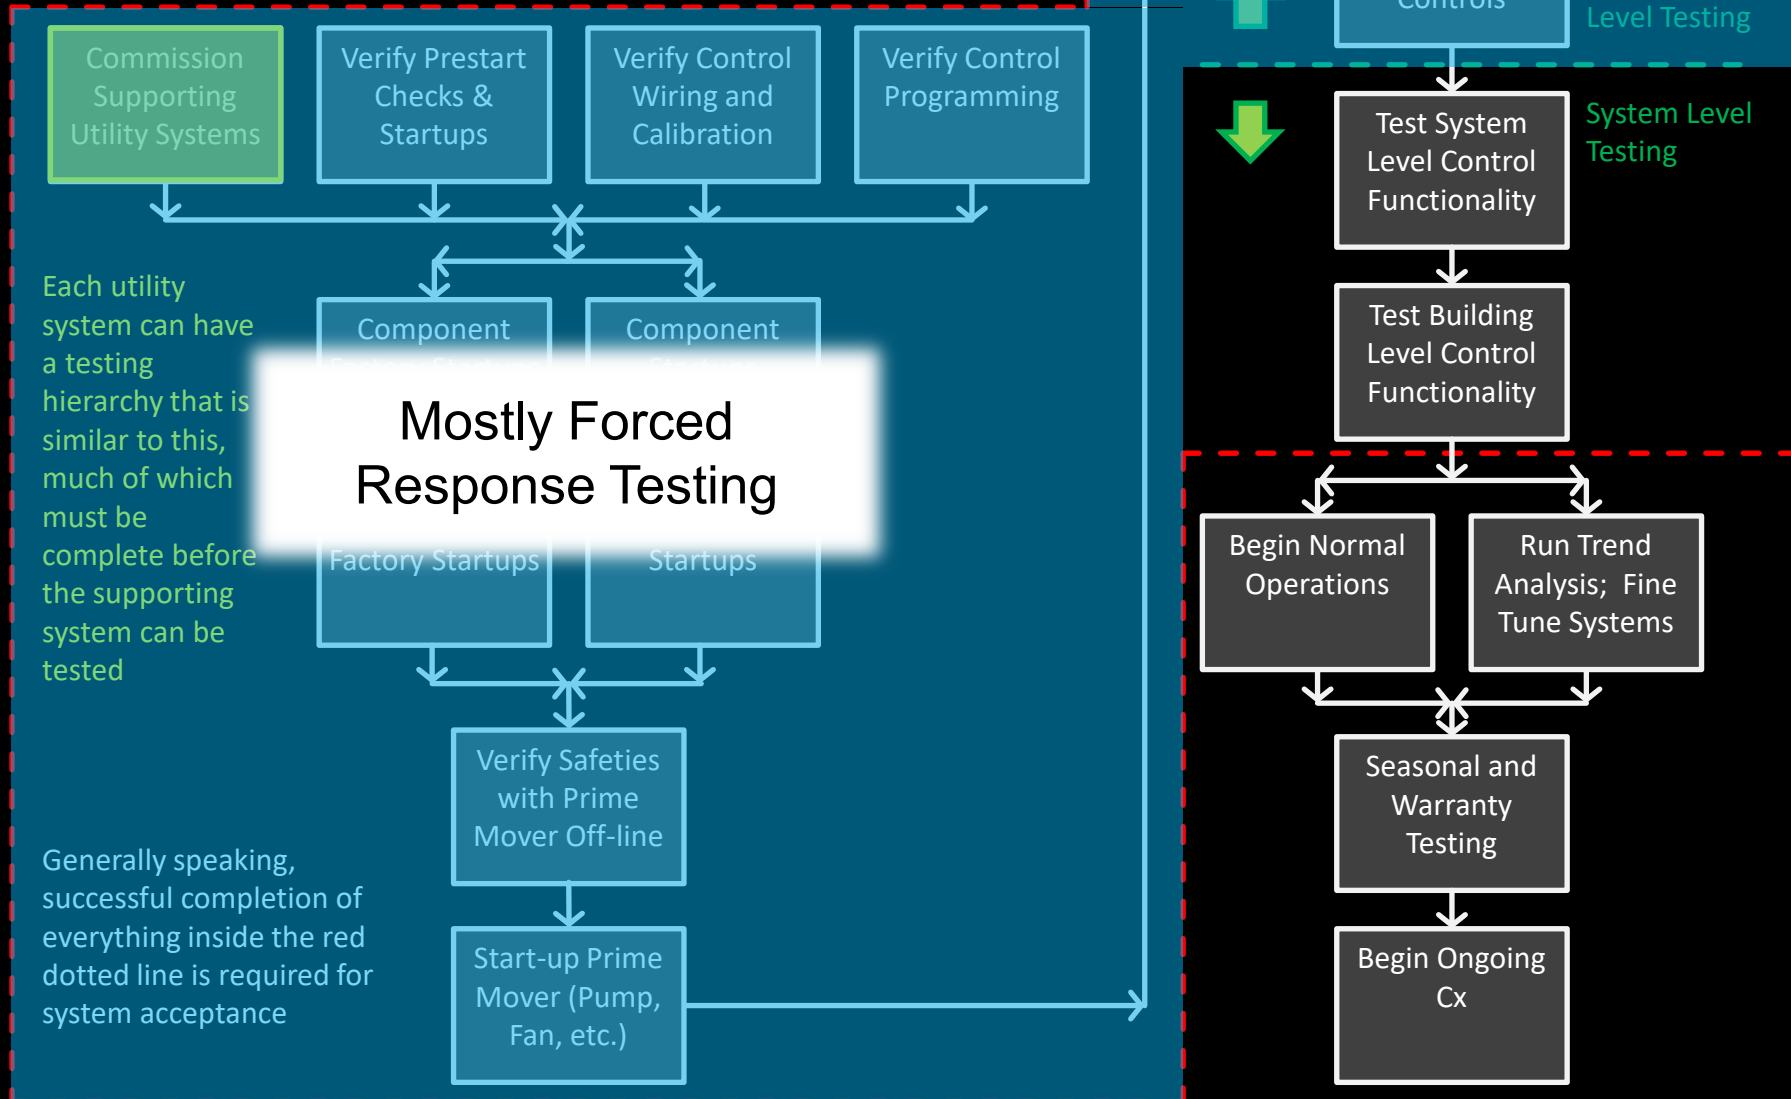 Commission
Supporting
Utility Systems
Verify Prestart
Checks &
Startups
Verify Control
Wiring and
Calibration
Verify Control
Programming
Each utility
system can have
a testing
hierarchy that is
similar to this,
much of which
must be
complete before
the supporting
system can be
tested
Component
Component
Mostly Forced
Response Testing
Factory Startups
Startups
Verify Safeties
with Prime
Mover Off-line
Generally speaking,
successful completion of
everything inside the red
dotted line is required for
system acceptance
Start-up Prime
Mover (Pump,
Fan, etc.)
Controls
Level Testing
Test System
Level Control
Functionality
System Level
Testing
Test Building
Level Control
Functionality
Begin Normal
Operations
Run Trend
Analysis; Fine
Tune Systems
Seasonal and
Warranty
Testing
Begin Ongoing
Cx